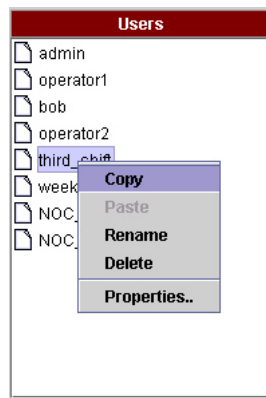 Users
admin
operator1
bob
operator2
third_shift
week
Copy
NOC_
Paste
NOC_
Rename
Delete
Properties..